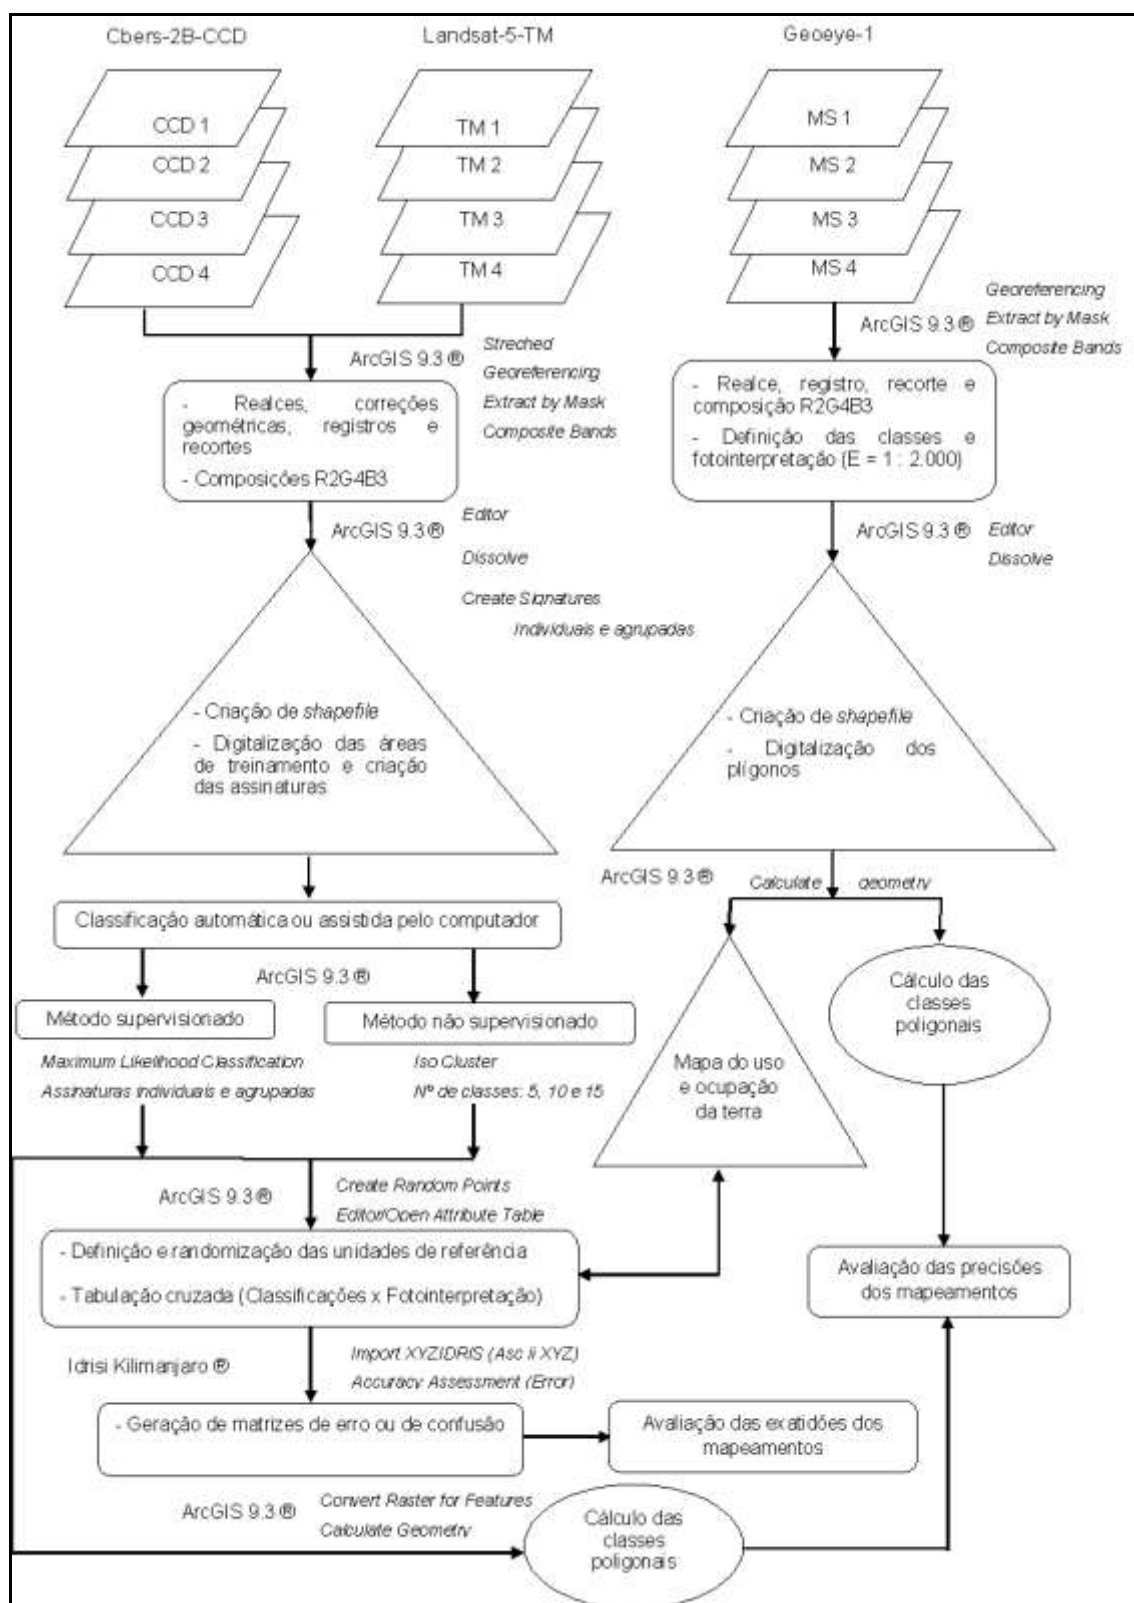 Cbers-2B-CCD
Landsat-5-TM
Geoeye-1
CCD 1
CCD 2
CCD 3
CCD 4
TM 1
TM 2
TM 3
TM 4
MS 1
MS 2
MS 3
MS 4
ArcGIS 9.3®
Streched
Georeferencing
Extract by Mask
Composite Bands
ArcGIS 9.3®
Georeferencing
Extract by Mask
Composite Bands
- Realces, correções
geométricas, registros e
recortes
- Composições R2G4B3
- Realce, registro, recorte e
composição R2G4B3
- Definição das classes e
fotointerpretação (E = 1 : 2.000)
ArcGIS 9.3®
Editor
Dissolve
Create Signatures
Individuais e agrupadas
ArcGIS 9.3®
Editor
Dissolve
- Criação de shapefile
- Digitalização das áreas
de treinamento e criação
das assinaturas
- Criação de shapefile
- Digitalização dos
plígonos
ArcGIS 9.3®
Calculate geometry
Classificação automática ou assistida pelo computador
ArcGIS 9.3®
Método supervisionado
Método não supervisionado
Maximum Likelihood Classification
Assinaturas individuais e agrupadas
Iso Cluster
Nº de classes: 5, 10 e 15
Mapa do uso
e ocupação
da terra
Cálculo das
classes
poligonais
ArcGIS 9.3®
Create Random Points
Editor/Open Attribute Table
- Definição e randomização das unidades de referência
- Tabulação cruzada (Classificações x Fotointerpretação)
Avaliação das precisões
dos mapeamentos
Idrisi Kilimanjaro ®
Import XYZIDRIS (Asc ii XYZ)
Accuracy Assessment (Error)
- Geração de matrizes de erro ou de confusão
Avaliação das exatidões dos
mapeamentos
ArcGIS 9.3®
Convert Raster for Features
Calculate Geometry
Cálculo das
classes
poligonais